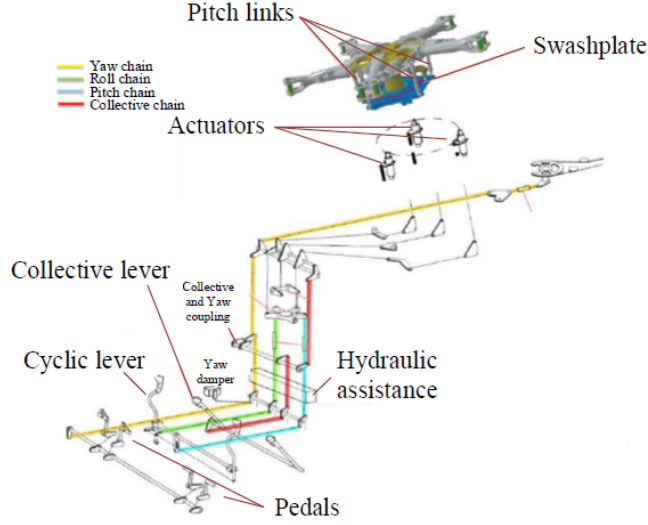 Pitch links
Swashplate
Yaw chain
Roll chain
Pitch chain
Collective chain
Actuators
Collective lever
Collective
and Yaw
coupling
Cyclic lever
Yaw
damper
Hydraulic
assistance
Pedals